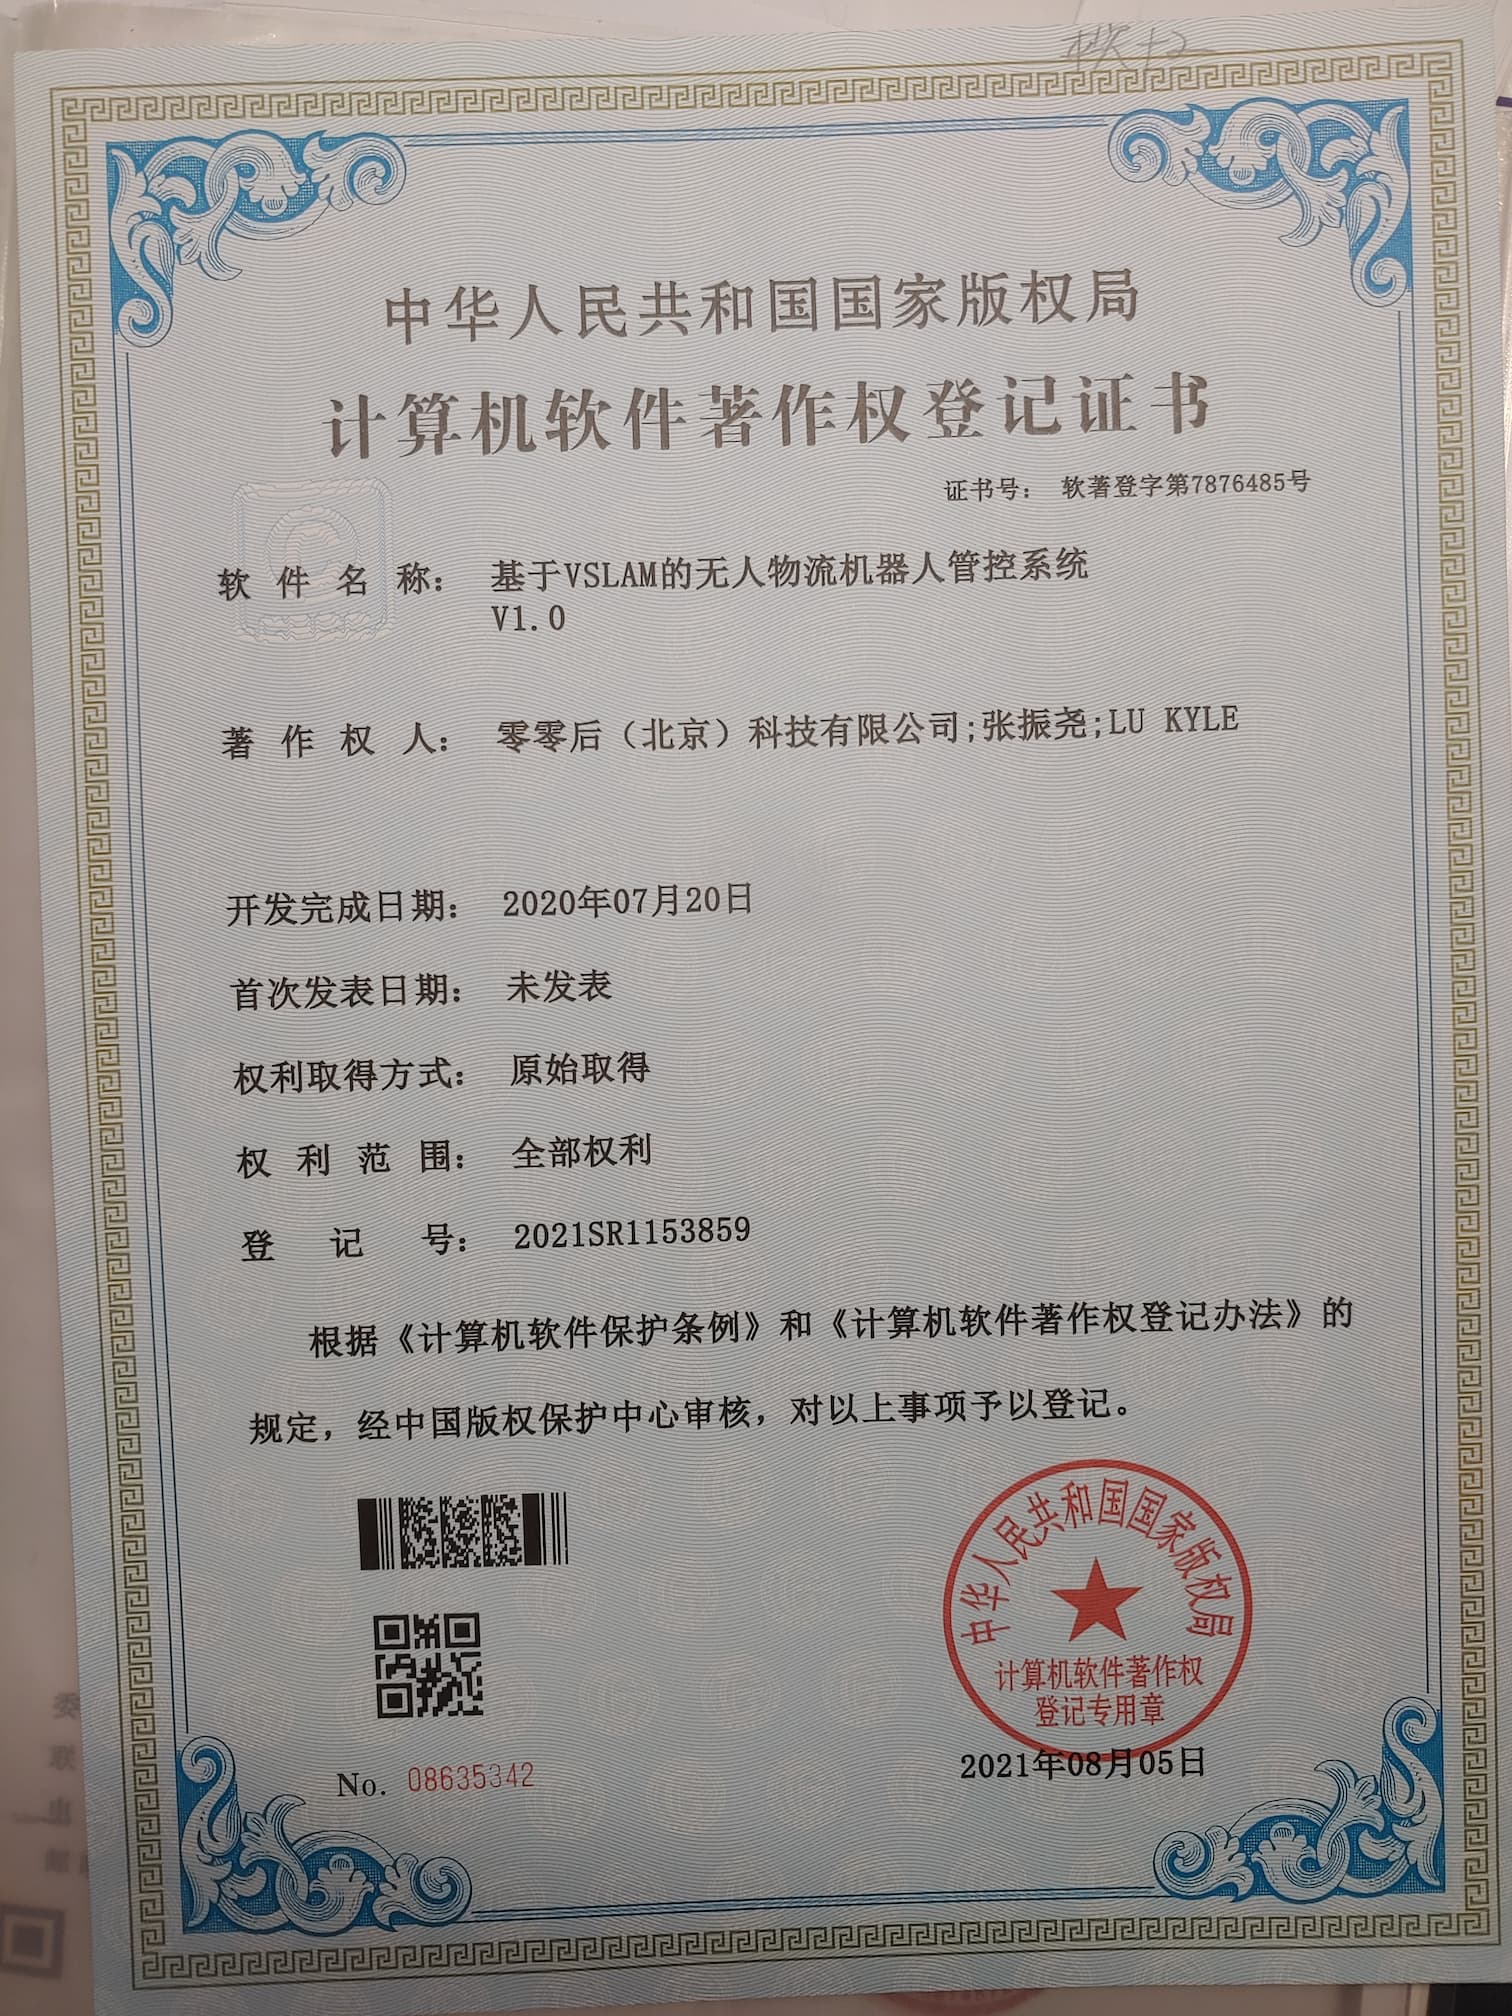 中华人民共和国国家版权局
计算机软件著作权登记证书
证书号： 软著登字第7876485号
软件名称： 基于VSLAM的无人物流机器人管控系统
V1.0
著作权人： 零零后（北京）科技有限公司;张振尧;LU KYLE
开发完成日期： 2020年07月20日
首次发表日期： 未发表
权利取得方式： 原始取得
权利范围： 全部权利
登记号： 2021SR1153859
根据《计算机软件保护条例》和《计算机软件著作权登记办法》的
规定，经中国版权保护中心审核，对以上事项予以登记。
中华人民共和国国家版权局
计算机软件著作权
登记专用章
No. 08635342
2021年08月05日